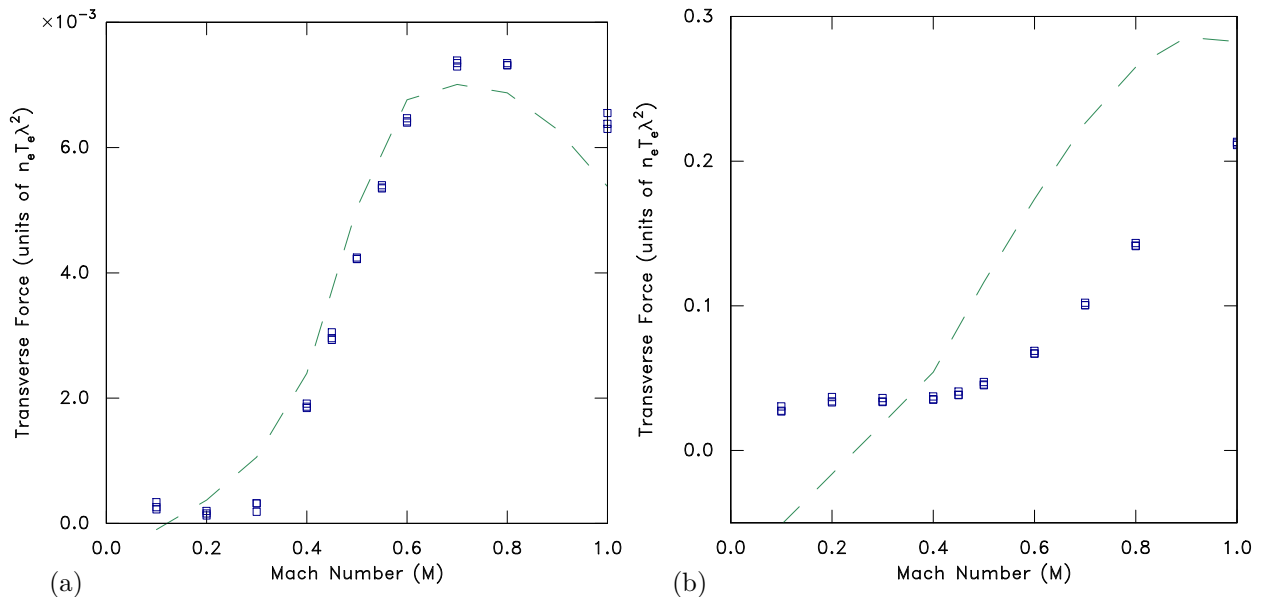 ×10⁻³
6.0
4.0
2.0
0.0
0.0 0.2 0.4 0.6 0.8 1.0
Mach Number (M)
Transverse Force (units of nₑTₑλ²)
(a)
0.3
0.2
0.1
0.0
0.0 0.2 0.4 0.6 0.8 1.0
Mach Number (M)
Transverse Force (units of nₑTₑλ²)
(b)